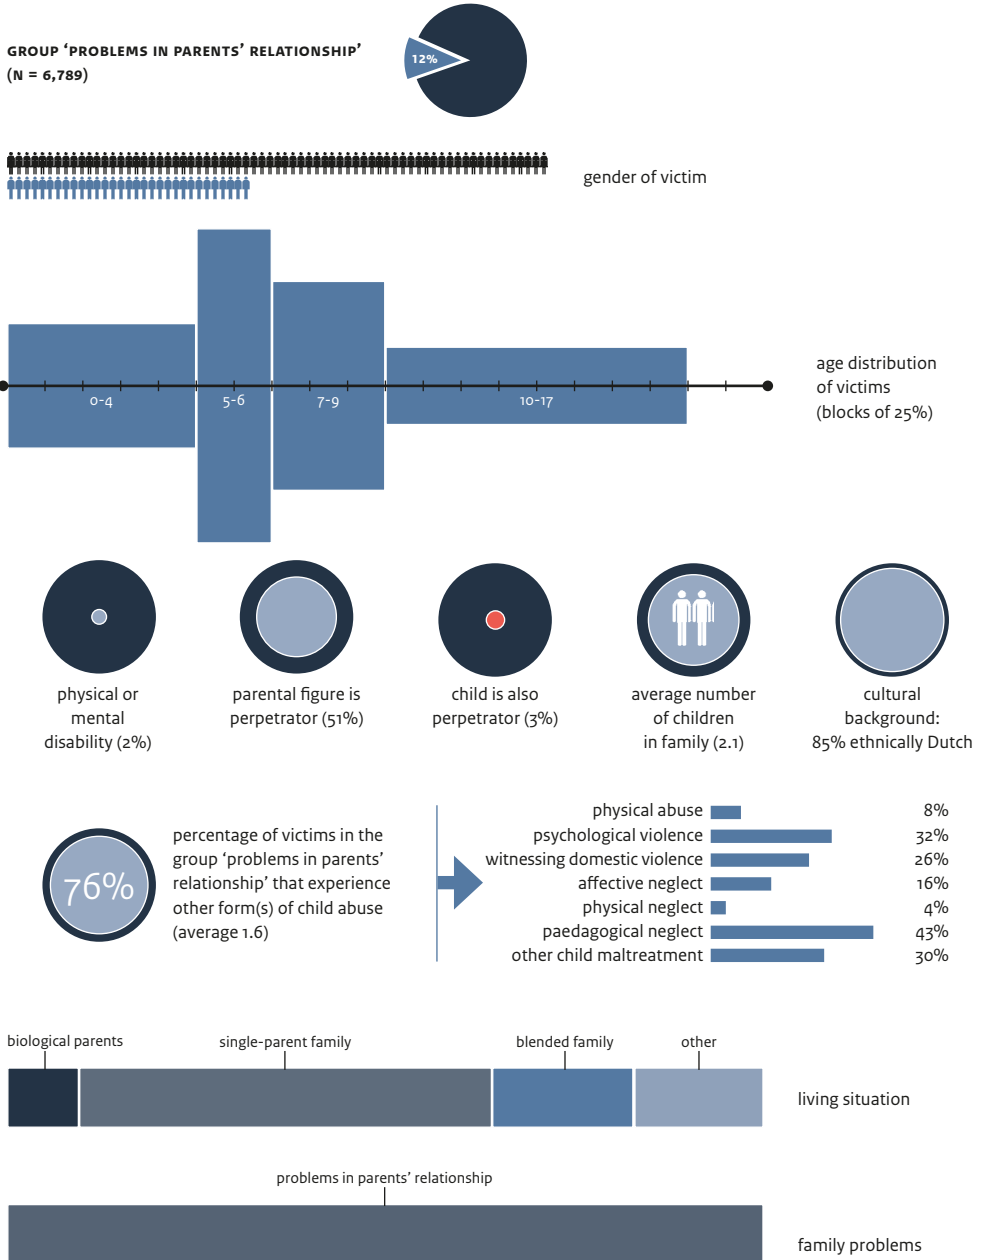 GROUP ‘PROBLEMS IN PARENTS’ RELATIONSHIP’
(N = 6,789)
12%
gender of victim
age distribution
of victims
(blocks of 25%)
0-4
5-6
7-9
10-17
physical or
mental
disability (2%)
parental figure is
perpetrator (51%)
child is also
perpetrator (3%)
average number
of children
in family (2.1)
cultural
background:
85% ethnically Dutch
76%
percentage of victims in the
group ‘problems in parents’
relationship’ that experience
other form(s) of child abuse
(average 1.6)
physical abuse 8%
psychological violence 32%
witnessing domestic violence 26%
affective neglect 16%
physical neglect 4%
paedagogical neglect 43%
other child maltreatment 30%
biological parents
single-parent family
blended family
other
living situation
problems in parents’ relationship
family problems